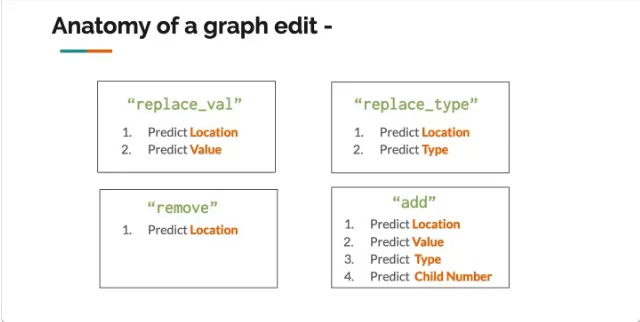 Anatomy of a graph edit -
“replace_val”
1. Predict Location
2. Predict Value
“replace_type”
1. Predict Location
2. Predict Type
“remove”
1. Predict Location
“add”
1. Predict Location
2. Predict Value
3. Predict Type
4. Predict Child Number